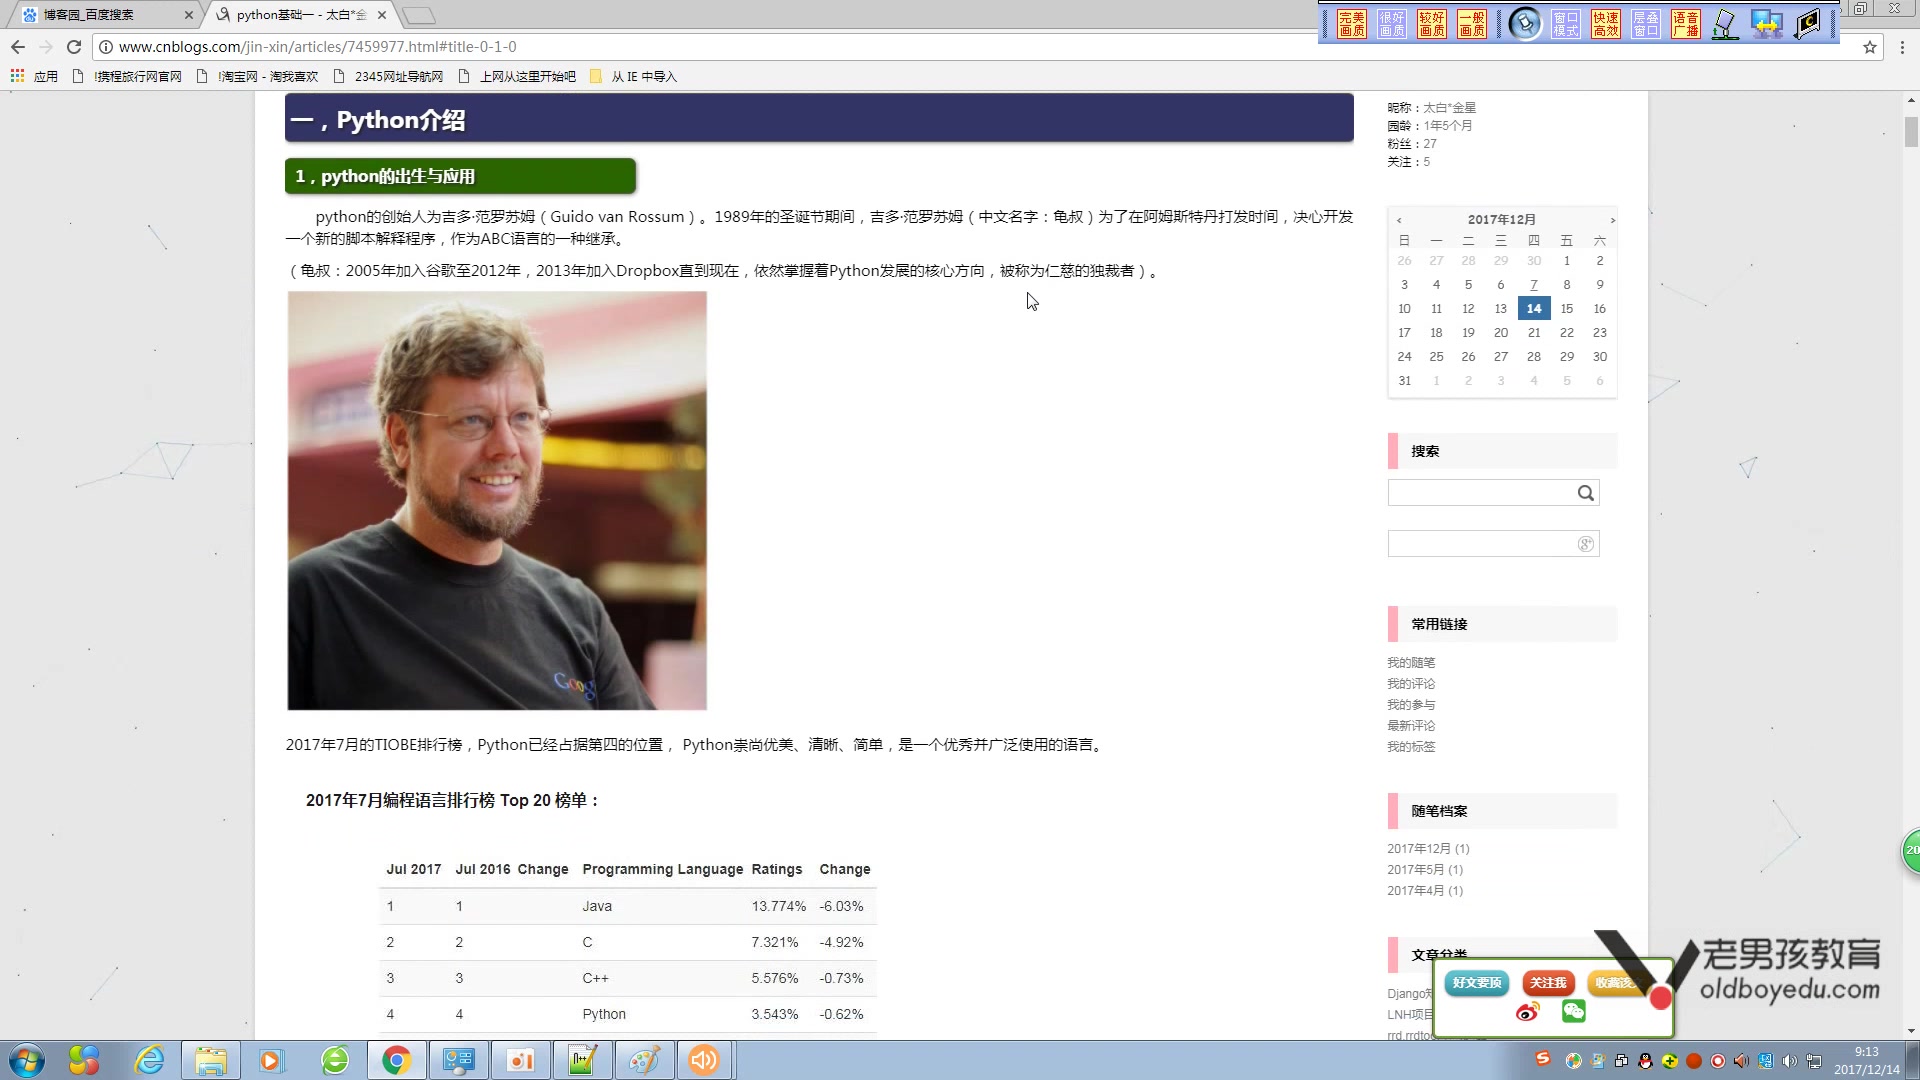 博客园_百度搜索
python基础一 - 太白*金
完美画质
很好画质
较好画质
一般画质
窗口模式
快速高效
层叠窗口
语音广播
www.cnblogs.com/jin-xin/articles/7459977.html#title-0-1-0
应用
!携程旅行网官网
!淘宝网 - 淘我喜欢
2345网址导航网
上网从这里开始吧
从 IE 中导入
一，Python介绍
1，python的出生与应用
python的创始人为吉多·范罗苏姆（Guido van Rossum）。1989年的圣诞节期间，吉多·范罗苏姆（中文名字：龟叔）为了在阿姆斯特丹打发时间，决心开发
一个新的脚本解释程序，作为ABC语言的一种继承。
（龟叔：2005年加入谷歌至2012年，2013年加入Dropbox直到现在，依然掌握着Python发展的核心方向，被称为仁慈的独裁者）。
Goog
2017年7月的TIOBE排行榜，Python已经占据第四的位置， Python崇尚优美、清晰、简单，是一个优秀并广泛使用的语言。
2017年7月编程语言排行榜 Top 20 榜单：
Jul 2017 Jul 2016 Change Programming Language Ratings Change
1 1 Java 13.774% -6.03%
2 2 C 7.321% -4.92%
3 3 C++ 5.576% -0.73%
4 4 Python 3.543% -0.62%
昵称：太白*金星
园龄：1年5个月
粉丝：27
关注：5
‹ 2017年12月 ›
日 一 二 三 四 五 六
26 27 28 29 30 1 2
3 4 5 6 7 8 9
10 11 12 13 14 15 16
17 18 19 20 21 22 23
24 25 26 27 28 29 30
31 1 2 3 4 5 6
搜索
常用链接
我的随笔
我的评论
我的参与
最新评论
我的标签
随笔档案
2017年12月 (1)
2017年5月 (1)
2017年4月 (1)
文章分类
Django
LNH项目
rrd,rrdtoo
好文要顶
关注我
收藏该文
老男孩教育
oldboyedu.com
20
9:13
2017/12/14